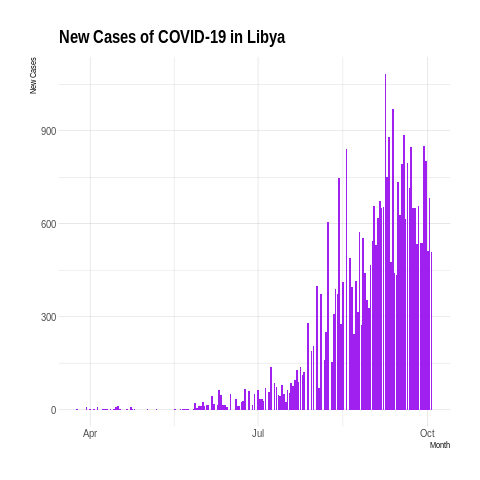 New Cases of COVID-19 in Libya
New Cases
900
600
300
0
Apr
Jul
Oct
Month